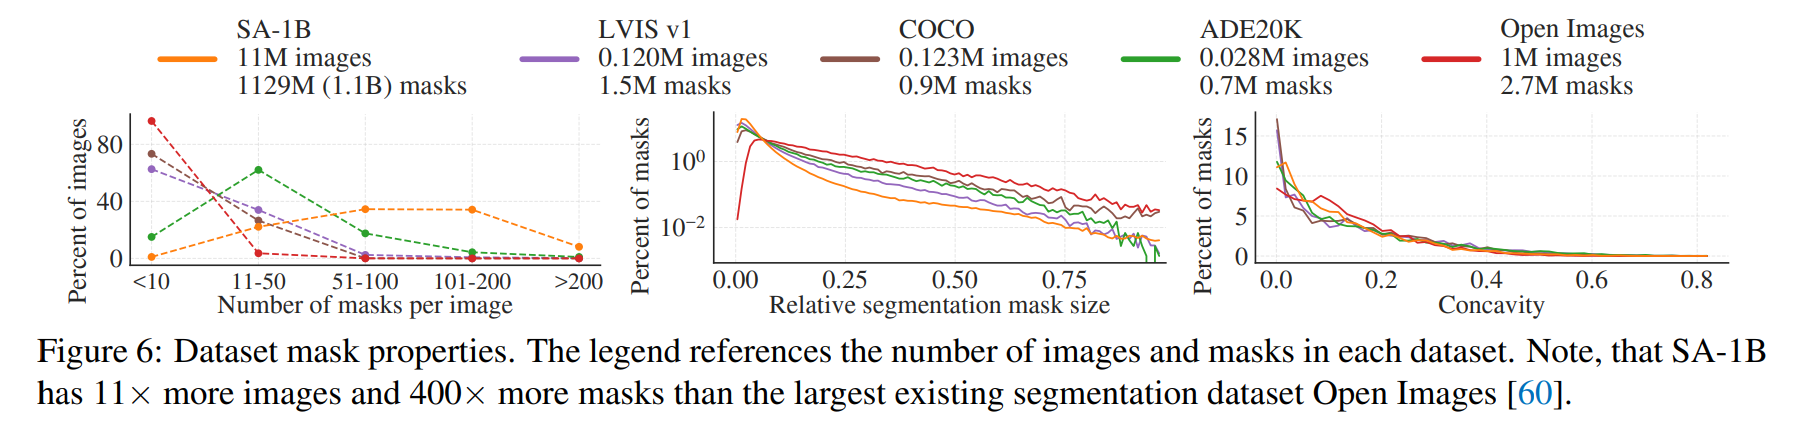 SA-1B
11M images
1129M (1.1B) masks
LVIS v1
0.120M images
1.5M masks
COCO
0.123M images
0.9M masks
ADE20K
0.028M images
0.7M masks
Open Images
1M images
2.7M masks
Percent of images
80
40
0
<10 11-50 51-100 101-200 >200
Number of masks per image
Percent of masks
10⁰
10⁻²
0.00 0.25 0.50 0.75
Relative segmentation mask size
Percent of masks
15
10
5
0
0.0 0.2 0.4 0.6 0.8
Concavity
Figure 6: Dataset mask properties. The legend references the number of images and masks in each dataset. Note, that SA-1B
has 11× more images and 400× more masks than the largest existing segmentation dataset Open Images [60].